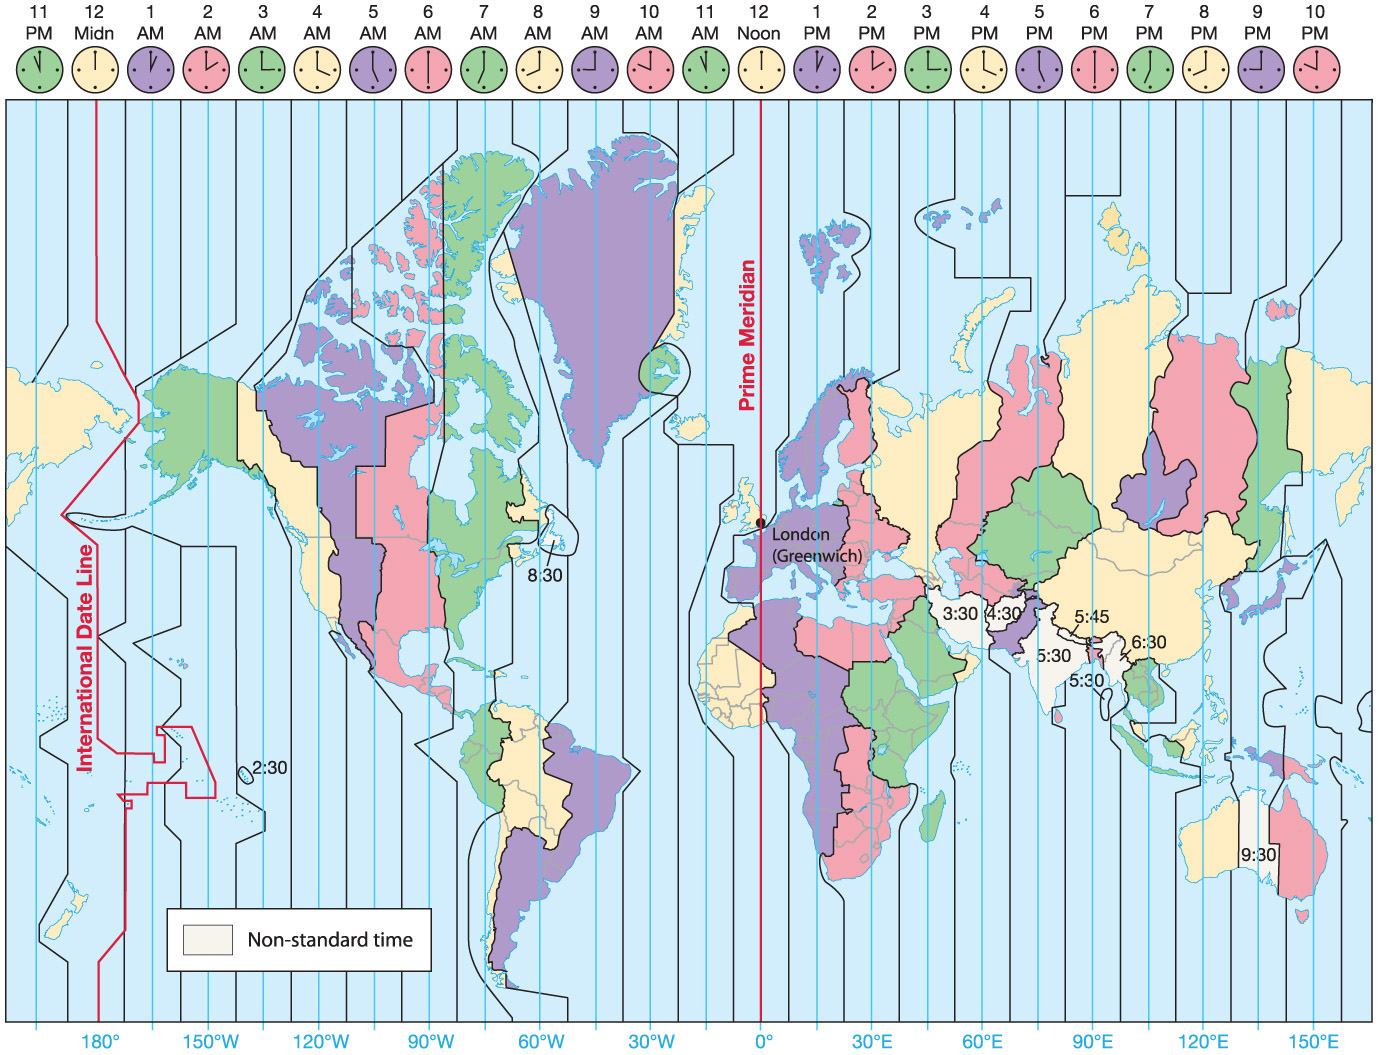 11 12 1 2 3 4 5 6 7 8 9 10 11 12 1 2 3 4 5 6 7 8 9 10
PM Midn AM AM AM AM AM AM AM AM AM AM AM Noon PM PM PM PM PM PM PM PM PM PM
Prime Meridian
International Date Line
London
(Greenwich)
8:30
3:30
4:30
5:45
6:30
5:30
5:30
2:30
9:30
Non-standard time
180° 150°W 120°W 90°W 60°W 30°W 0° 30°E 60°E 90°E 120°E 150°E